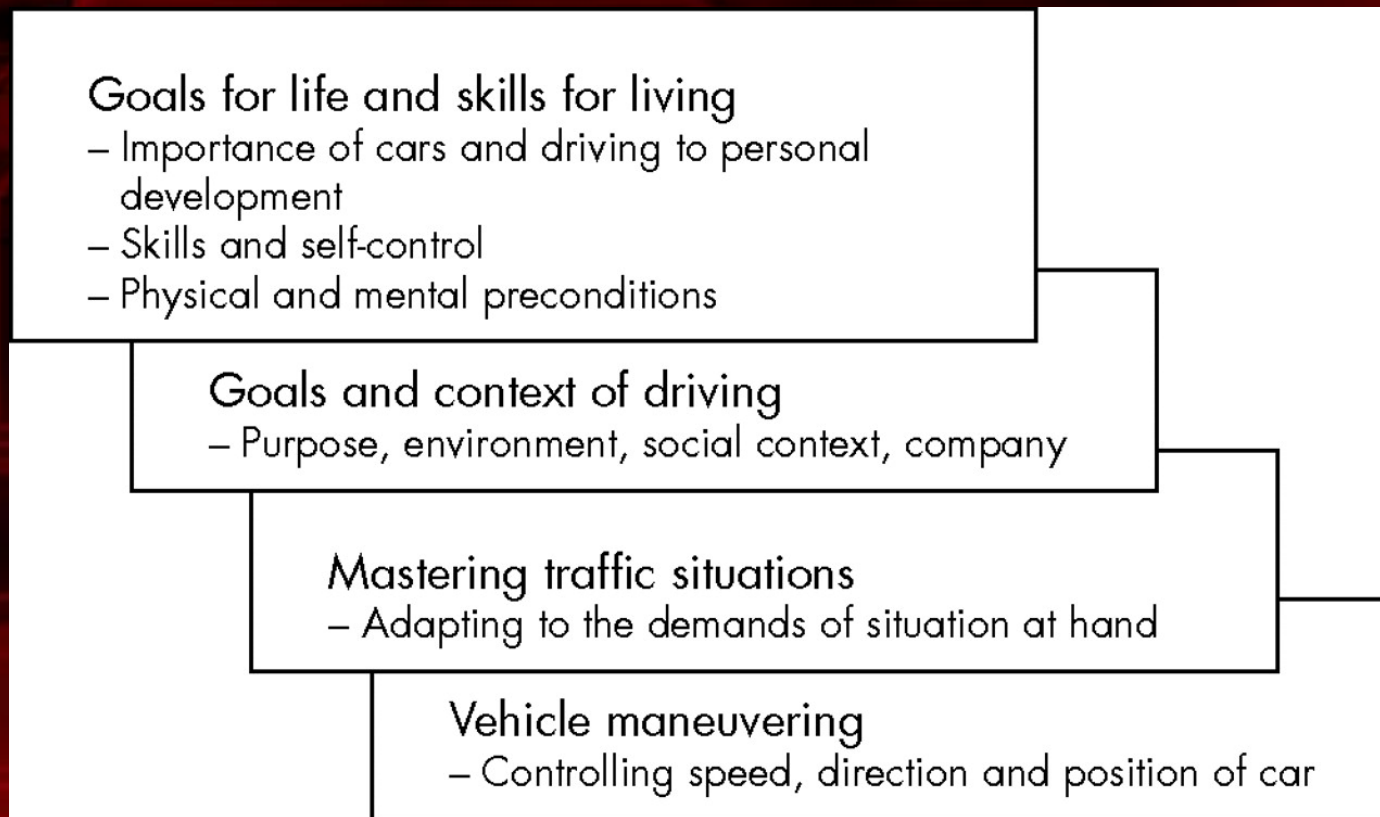 Goals for life and skills for living
– Importance of cars and driving to personal
development
– Skills and self-control
– Physical and mental preconditions
Goals and context of driving
– Purpose, environment, social context, company
Mastering traffic situations
– Adapting to the demands of situation at hand
Vehicle maneuvering
– Controlling speed, direction and position of car